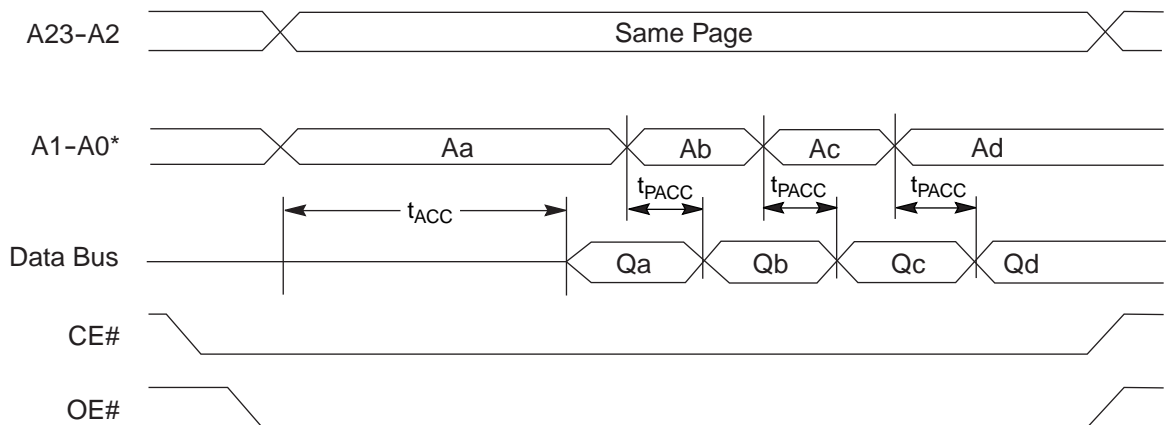 A23-A2
Same Page
A1-A0*
Aa
Ab
Ac
Ad
tACC
tPACC
tPACC
tPACC
Data Bus
Qa
Qb
Qc
Qd
CE#
OE#